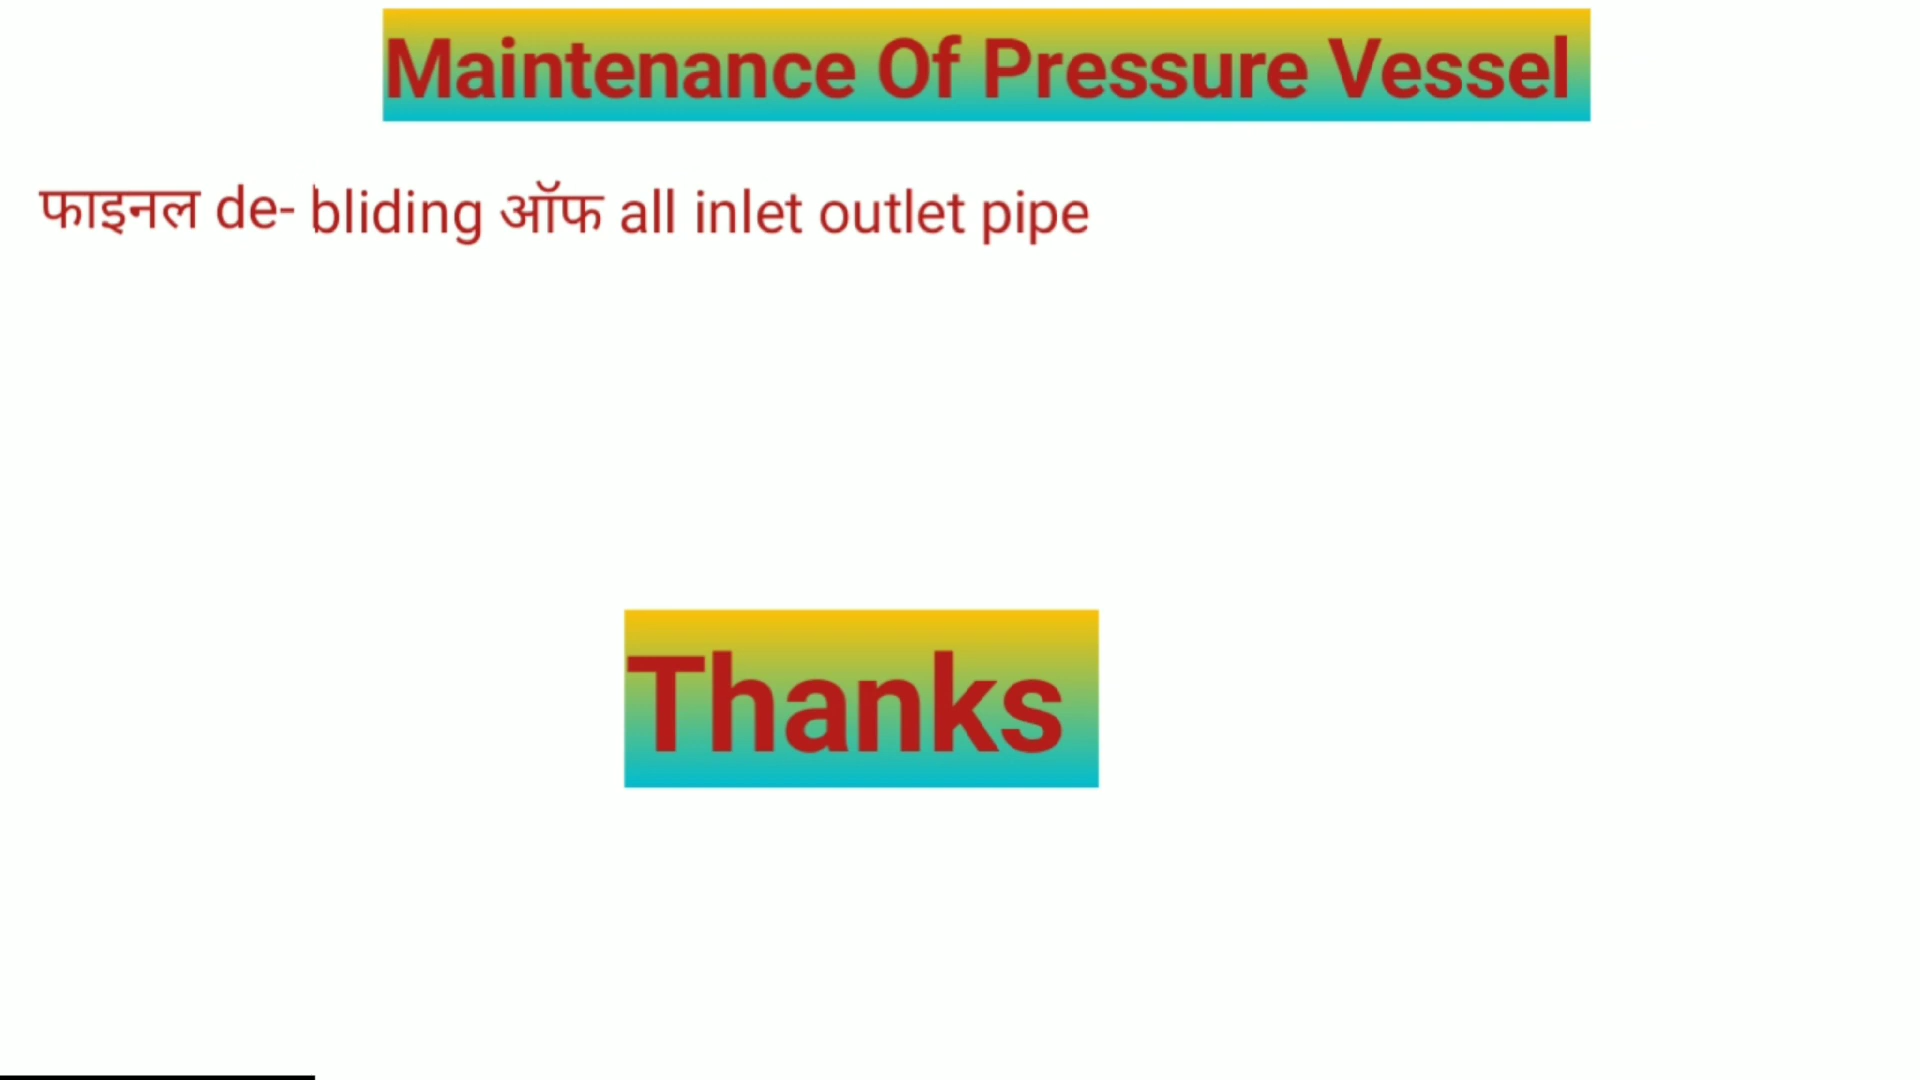 Maintenance Of Pressure Vessel
फाइनल de- bliding ऑफ all inlet outlet pipe
Thanks